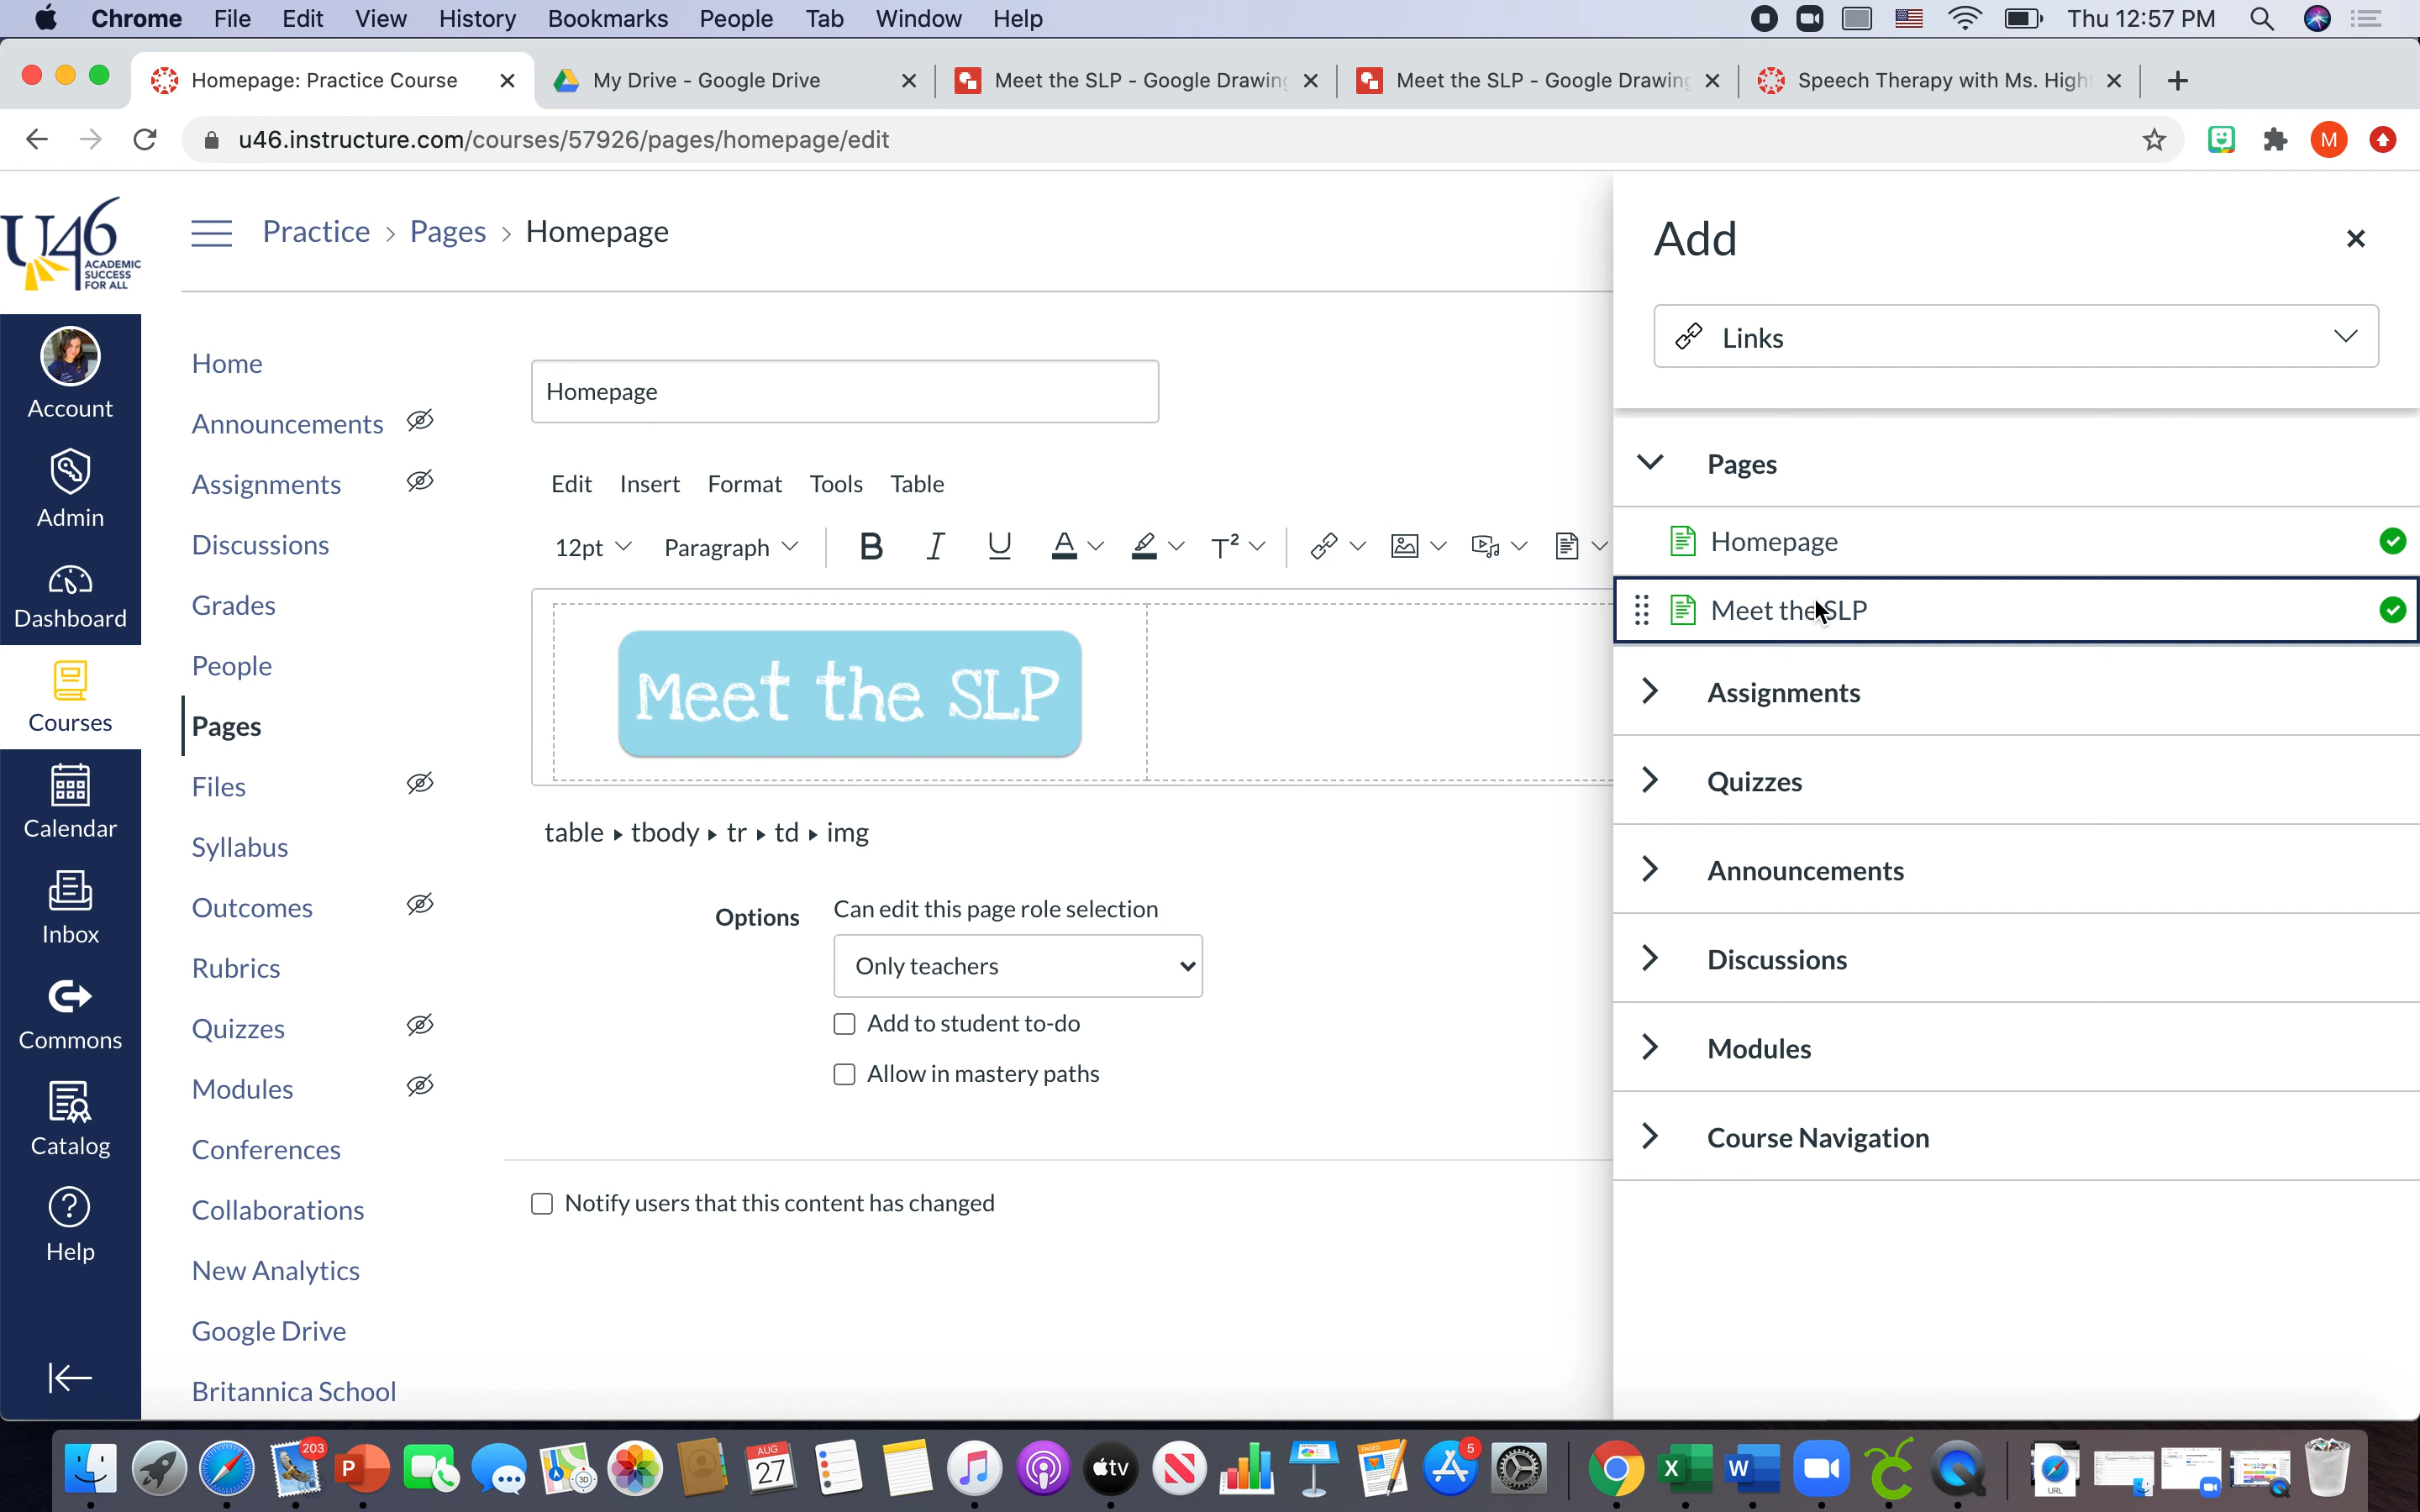 Chrome File Edit View History Bookmarks People Tab Window Help Thu 12:57 PM
Homepage: Practice Course My Drive - Google Drive Meet the SLP - Google Drawing Meet the SLP - Google Drawing Speech Therapy with Ms. High
u46.instructure.com/courses/57926/pages/homepage/edit M
U46
ACADEMIC
SUCCESS
FOR ALL
Account
Admin
Dashboard
Courses
Calendar
Inbox
Commons
Catalog
Help
Practice > Pages > Homepage
Home
Announcements
Assignments
Discussions
Grades
People
Pages
Files
Syllabus
Outcomes
Rubrics
Quizzes
Modules
Conferences
Collaborations
New Analytics
Google Drive
Britannica School
Homepage
Edit Insert Format Tools Table
12pt Paragraph B I U A T²
Meet the SLP
table ▸ tbody ▸ tr ▸ td ▸ img
Options Can edit this page role selection
Only teachers
Add to student to-do
Allow in mastery paths
Notify users that this content has changed
Add
Links
Pages
Homepage
Meet the SLP
Assignments
Quizzes
Announcements
Discussions
Modules
Course Navigation
203 P 3D AUG 27 tv N PAGES 5 X W URL